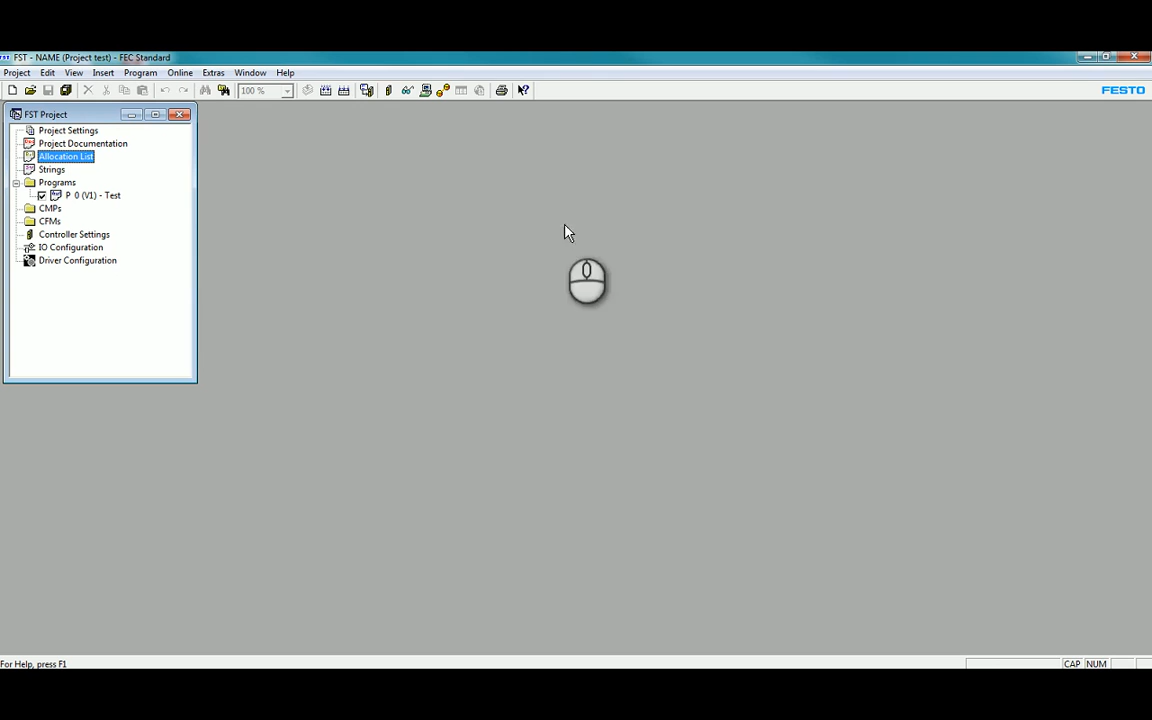 FST - NAME (Project test) - FEC Standard
Project Edit View Insert Program Online Extras Window Help
100 %
FESTO
FST Project
Project Settings
Project Documentation
Allocation List
Strings
Programs
P 0 (V1) - Test
CMPs
CFMs
Controller Settings
IO Configuration
Driver Configuration
For Help, press F1
CAP NUM